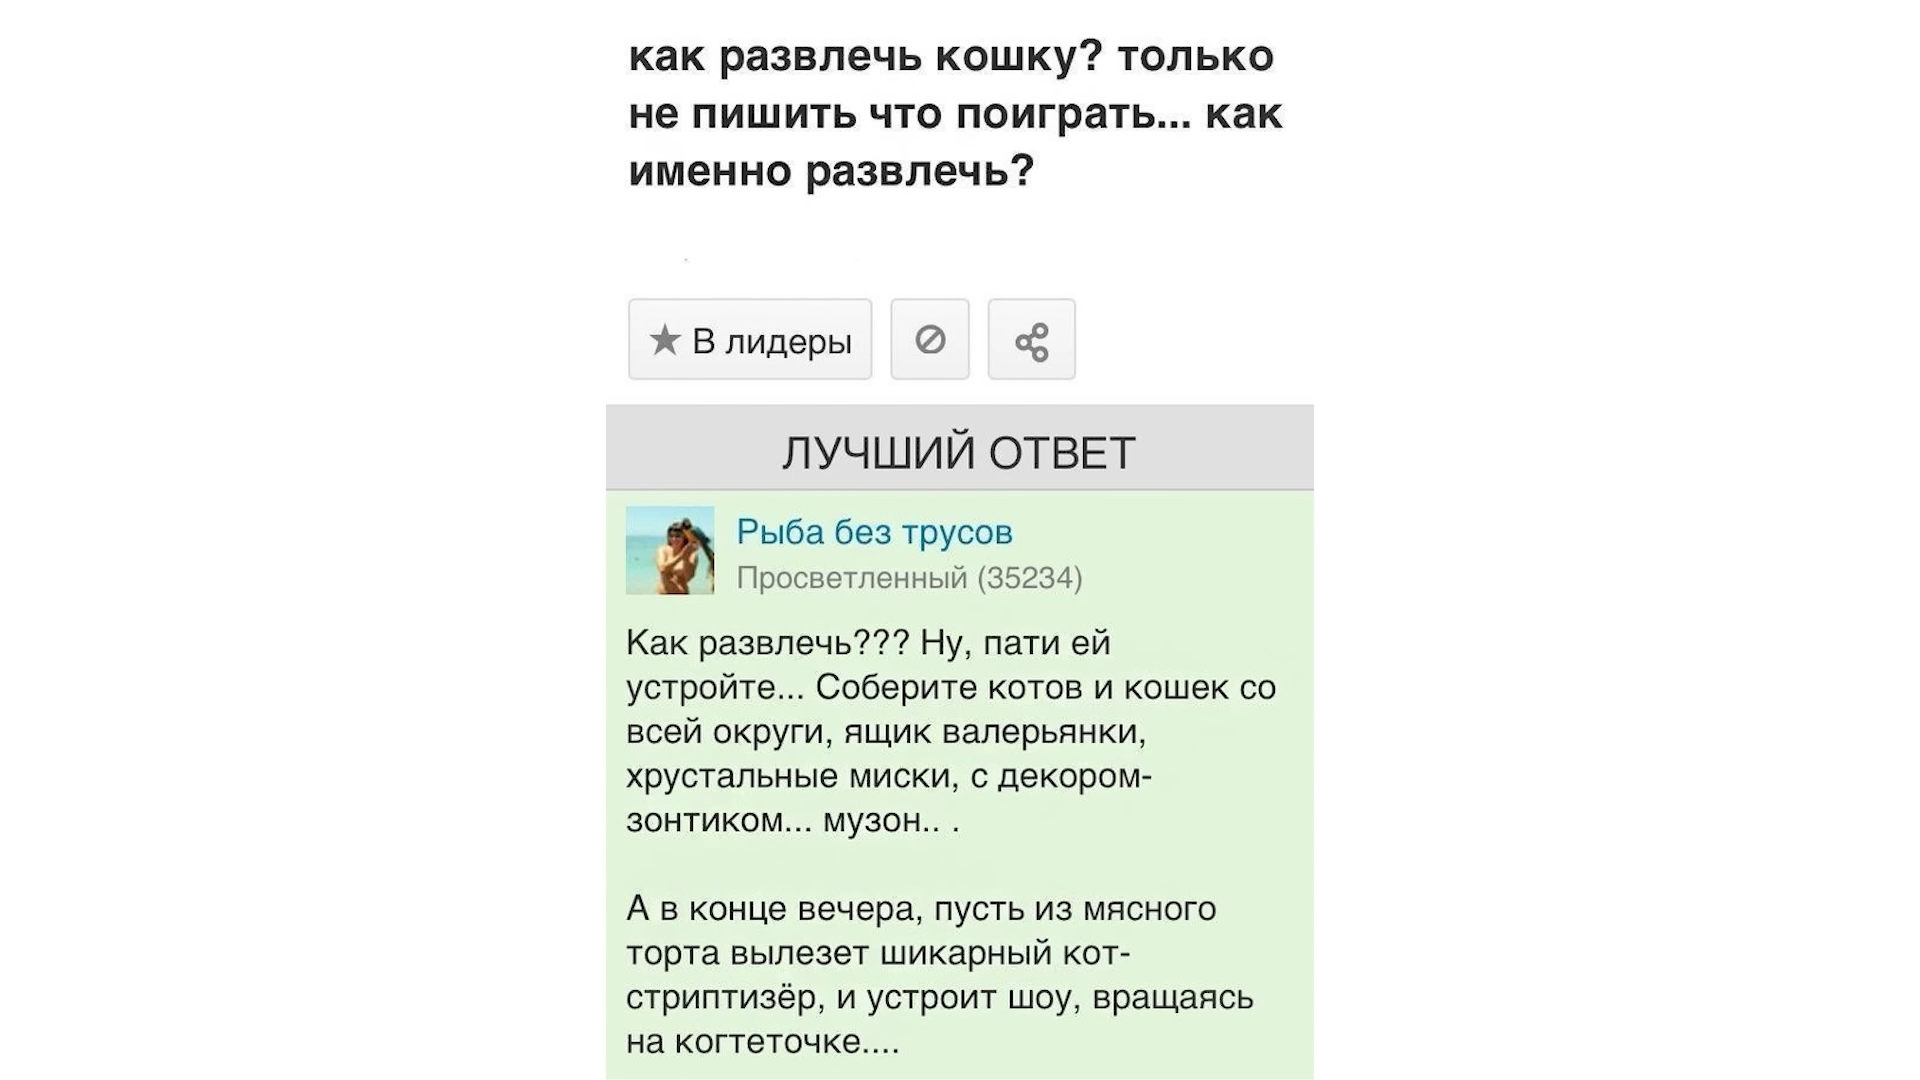 как развлечь кошку? только
не пишить что поиграть... как
именно развлечь?
В лидеры
ЛУЧШИЙ ОТВЕТ
Рыба без трусов
Просветленный (35234)
Как развлечь??? Ну, пати ей
устройте... Соберите котов и кошек со
всей округи, ящик валерьянки,
хрустальные миски, с декором-
зонтиком... музон.. .
А в конце вечера, пусть из мясного
торта вылезет шикарный кот-
стриптизёр, и устроит шоу, вращаясь
на когтеточке....